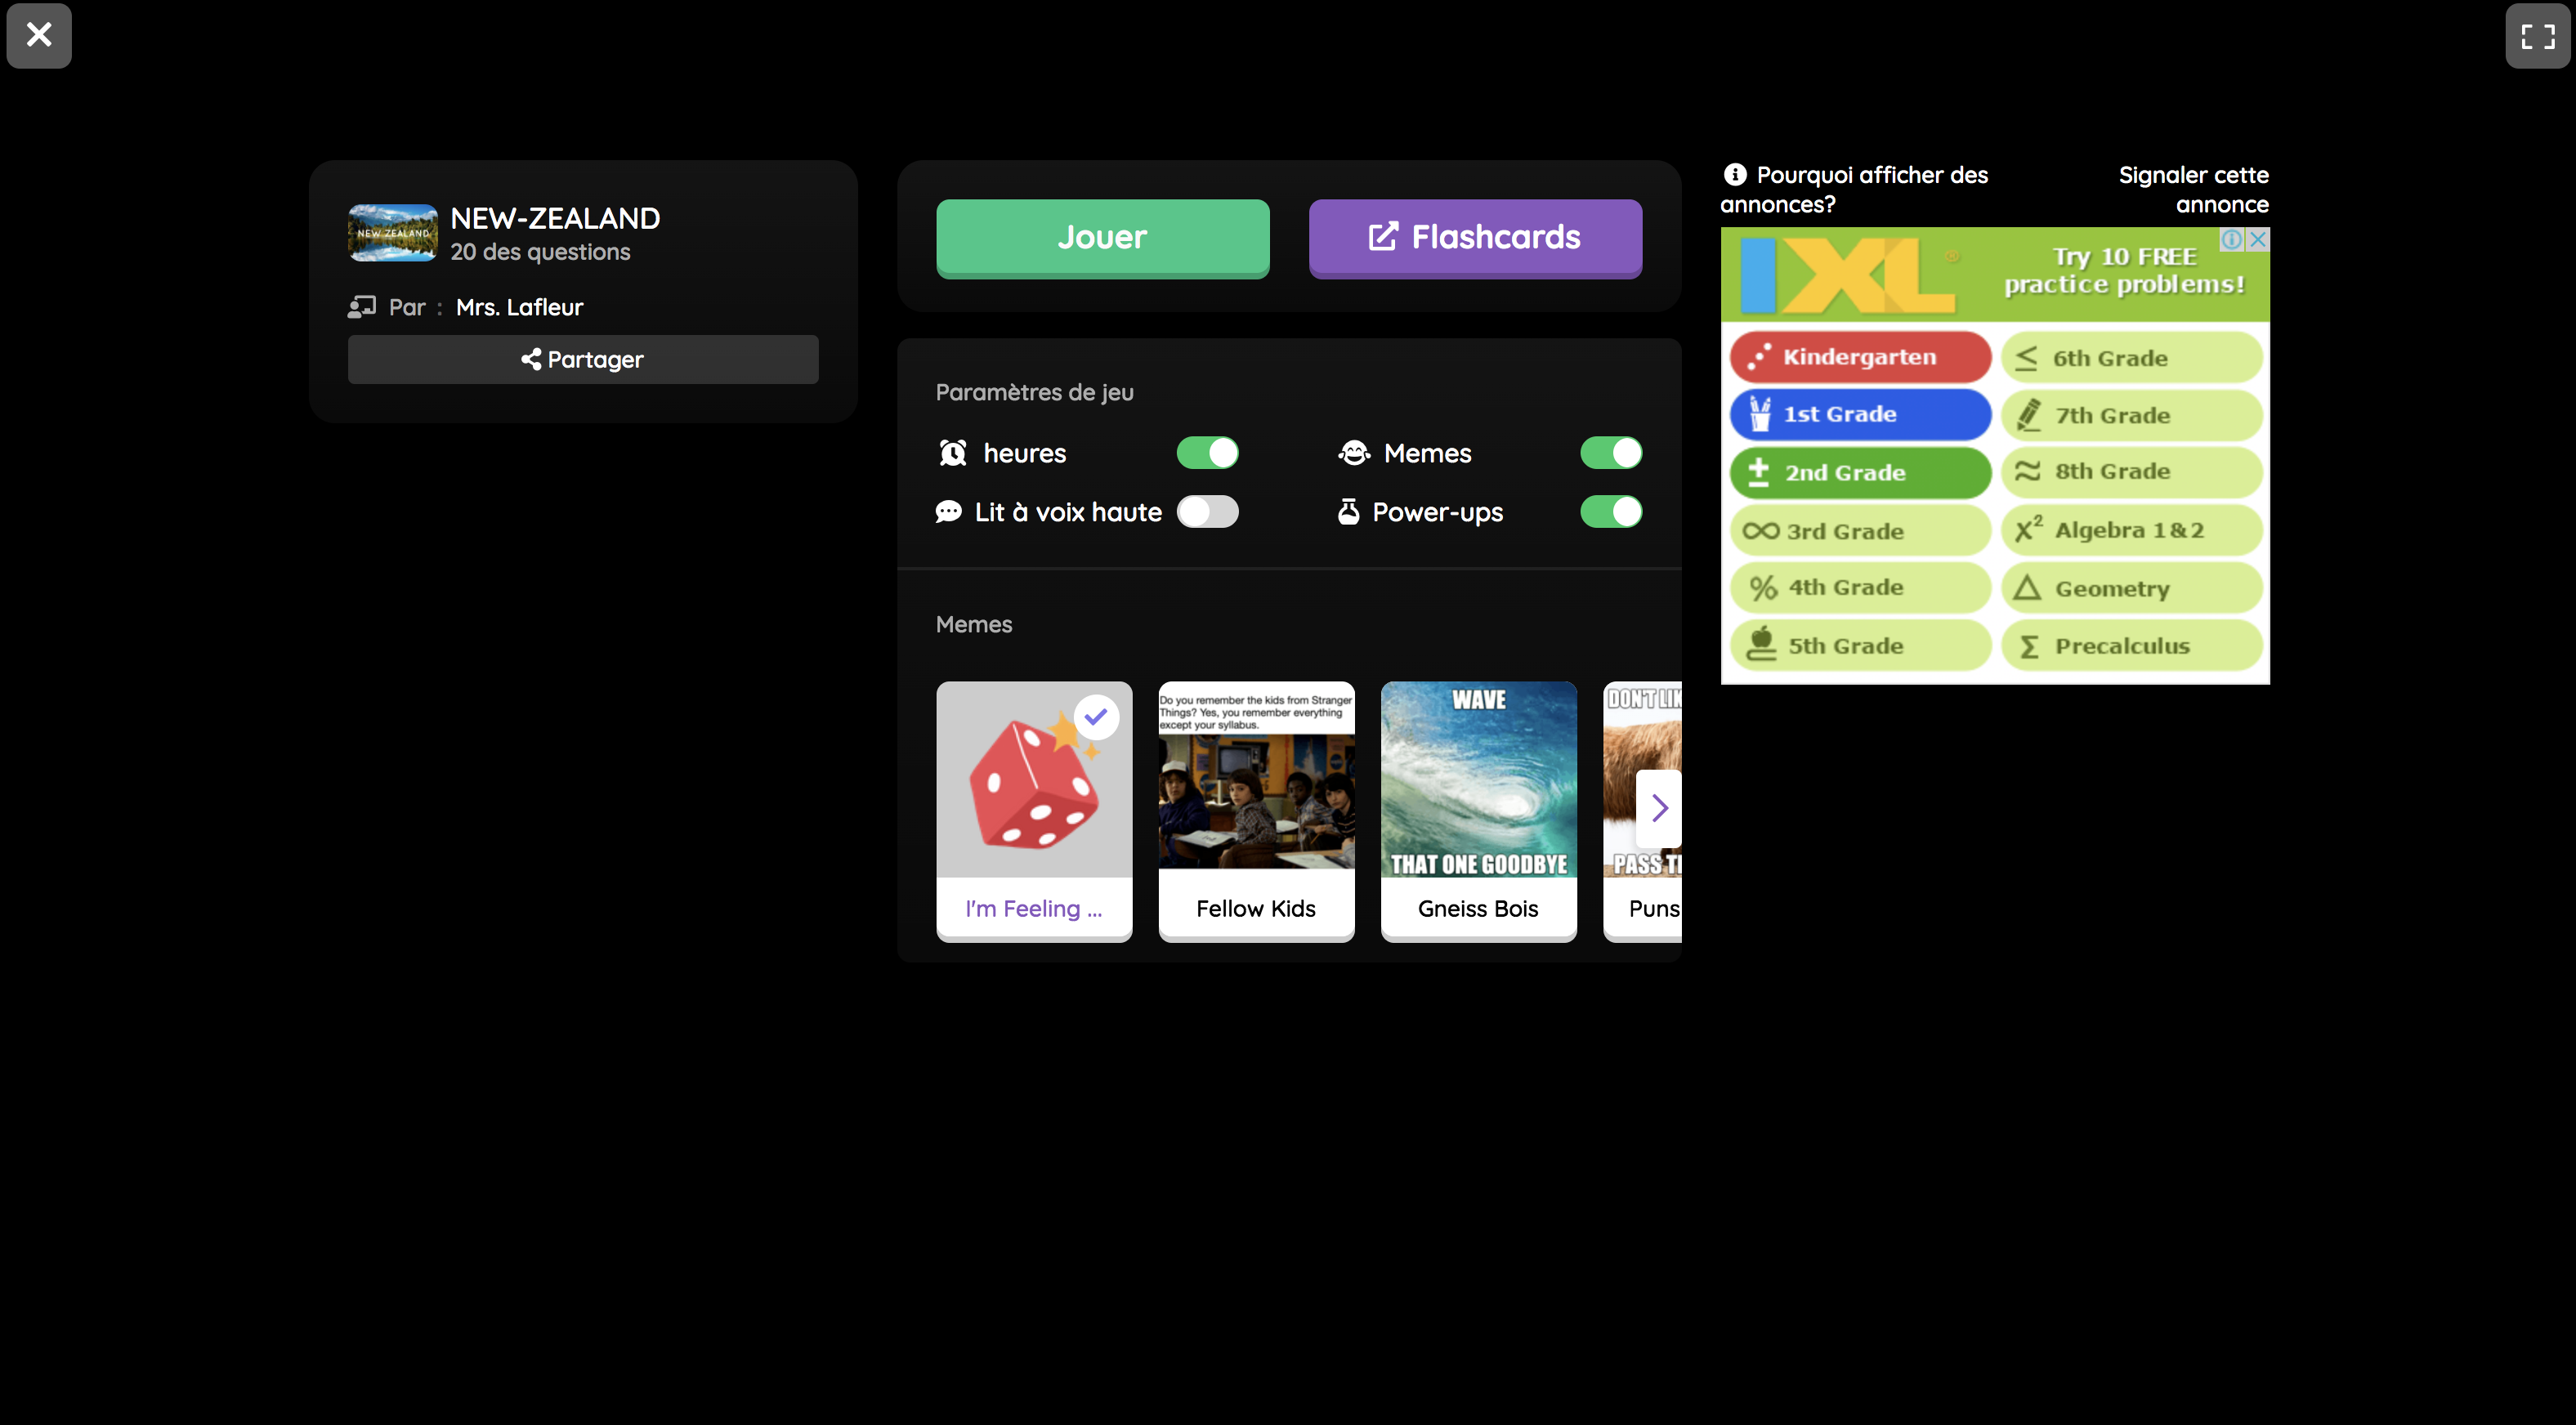 NEW ZEALAND
NEW-ZEALAND
20 des questions
Par : Mrs. Lafleur
Partager
Jouer
Flashcards
Paramètres de jeu
heures
Memes
Lit à voix haute
Power-ups
Memes
I'm Feeling ...
Do you remember the kids from Stranger
Things? Yes, you remember everything
except your syllabus.
Fellow Kids
WAVE
THAT ONE GOODBYE
Gneiss Bois
DON'T
PASS
Puns
Pourquoi afficher des
annonces?
Signaler cette
annonce
IXL
Try 10 FREE
practice problems!
Kindergarten
6th Grade
1st Grade
7th Grade
2nd Grade
8th Grade
3rd Grade
X² Algebra 1 & 2
4th Grade
Geometry
5th Grade
Precalculus